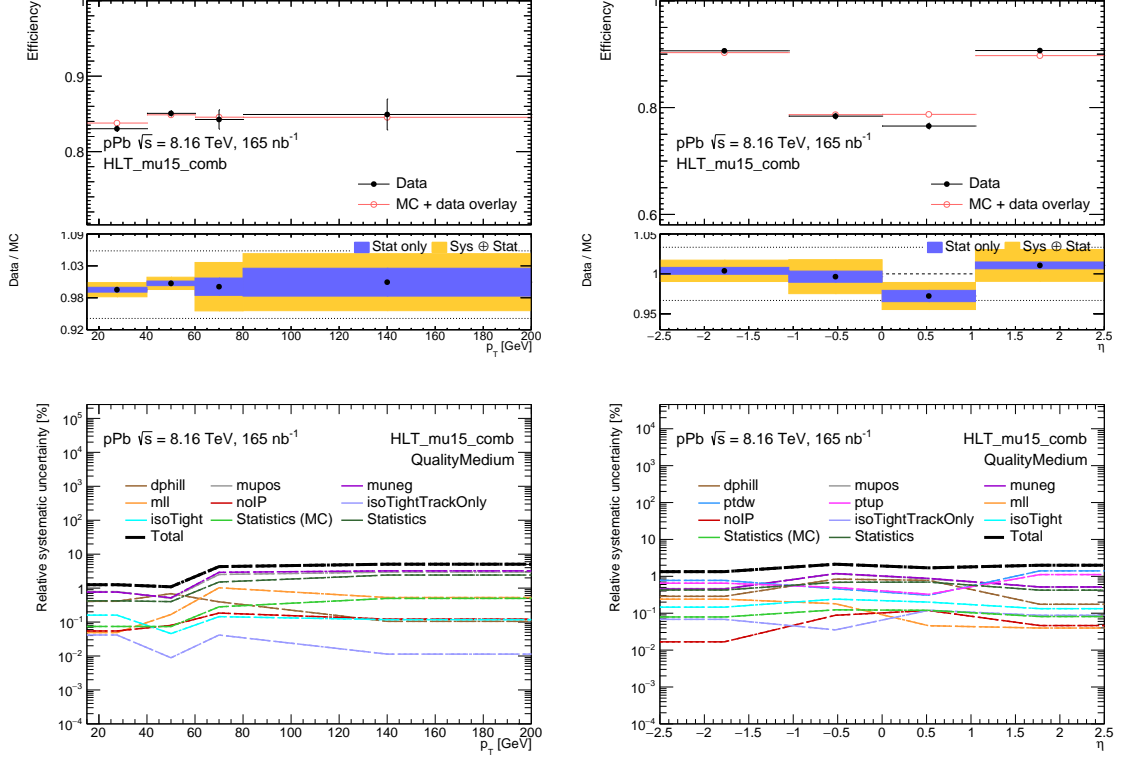 Efficiency
1
0.8
pPb √s = 8.16 TeV, 165 nb⁻¹
HLT_mu15_comb
Data
MC + data overlay
Data / MC
1.09
1.03
0.98
0.92
Stat only Sys ⊕ Stat
20 40 60 80 100 120 140 160 180 200
p_T [GeV]
Efficiency
0.9
0.8
0.7
0.6
pPb √s = 8.16 TeV, 165 nb⁻¹
HLT_mu15_comb
Data
MC + data overlay
Data / MC
1.05
1
0.95
Stat only Sys ⊕ Stat
−2.5 −2 −1.5 −1 −0.5 0 0.5 1 1.5 2 2.5
η
Relative systematic uncertainty [%]
10⁵
10⁴
10³
10²
10
1
10⁻¹
10⁻²
10⁻³
10⁻⁴
pPb √s = 8.16 TeV, 165 nb⁻¹ HLT_mu15_comb
QualityMedium
dphill mupos muneg
mll noIP isoTightTrackOnly
isoTight Statistics (MC) Statistics
Total
20 40 60 80 100 120 140 160 180 200
p_T [GeV]
Relative systematic uncertainty [%]
10⁴
10³
10²
10
1
10⁻¹
10⁻²
10⁻³
10⁻⁴
pPb √s = 8.16 TeV, 165 nb⁻¹ HLT_mu15_comb
QualityMedium
dphill mupos muneg
ptdw ptup mll
noIP isoTightTrackOnly isoTight
Statistics (MC) Statistics Total
−2.5 −2 −1.5 −1 −0.5 0 0.5 1 1.5 2 2.5
η